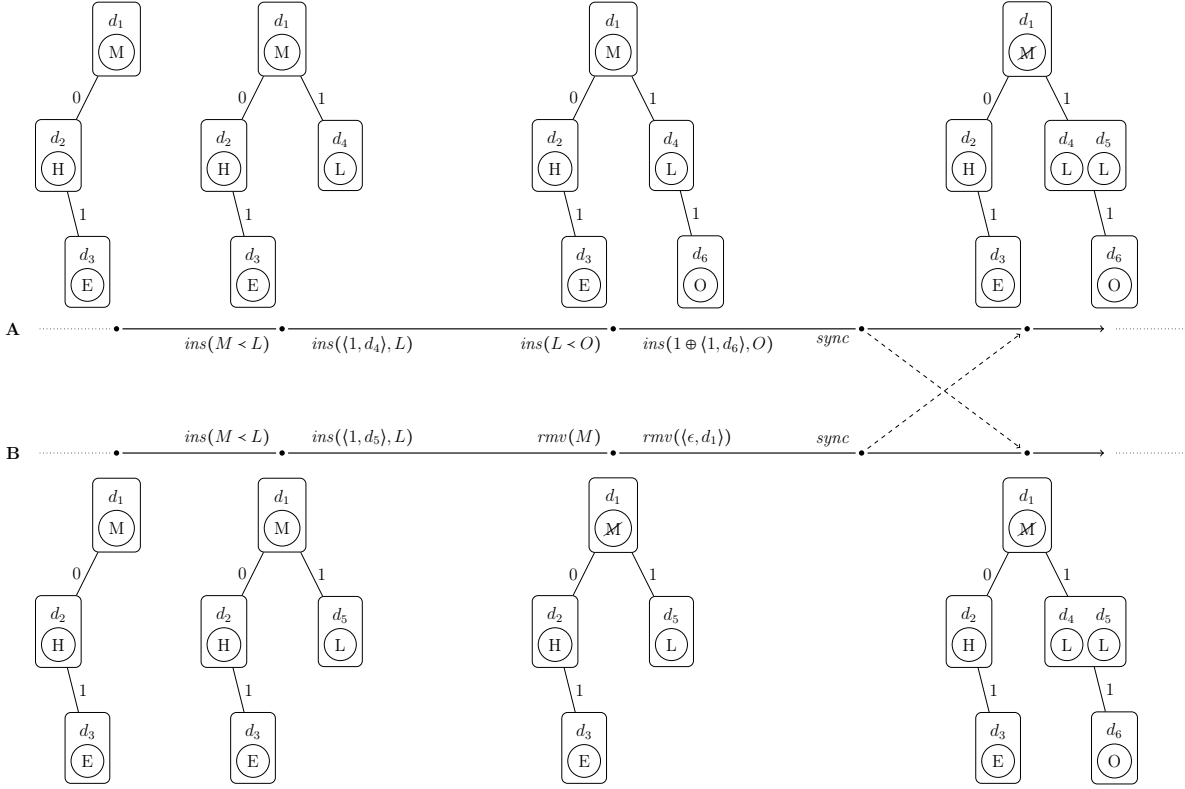 d₁ d₁ d₁ d₁
M M M M̸
0 0 1 0 1 0 1
d₂ d₂ d₄ d₂ d₄ d₂ d₄ d₅
H H L H L H L L
1 1 1 1 1 1
d₃ d₃ d₃ d₆ d₃ d₆
E E E O E O
A
ins(M ≺ L) ins(⟨1, d₄⟩, L) ins(L ≺ O) ins(1 ⊕ ⟨1, d₆⟩, O) sync
ins(M ≺ L) ins(⟨1, d₅⟩, L) rmv(M) rmv(⟨ϵ, d₁⟩) sync
B
d₁ d₁ d₁ d₁
M M M̸ M̸
0 0 1 0 1 0 1
d₂ d₂ d₅ d₂ d₅ d₂ d₄ d₅
H H L H L H L L
1 1 1 1 1
d₃ d₃ d₃ d₃ d₆
E E E E O